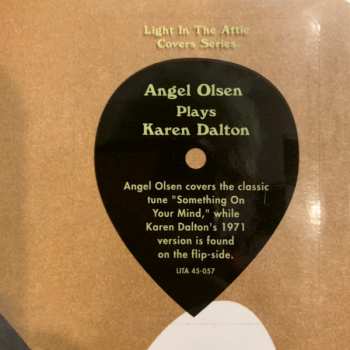 Light In The Attic
Covers Series
Angel Olsen
Plays
Karen Dalton
Angel Olsen covers the classic
tune "Something On
Your Mind," while
Karen Dalton's 1971
version is found
on the flip-side.
LITA 45-057